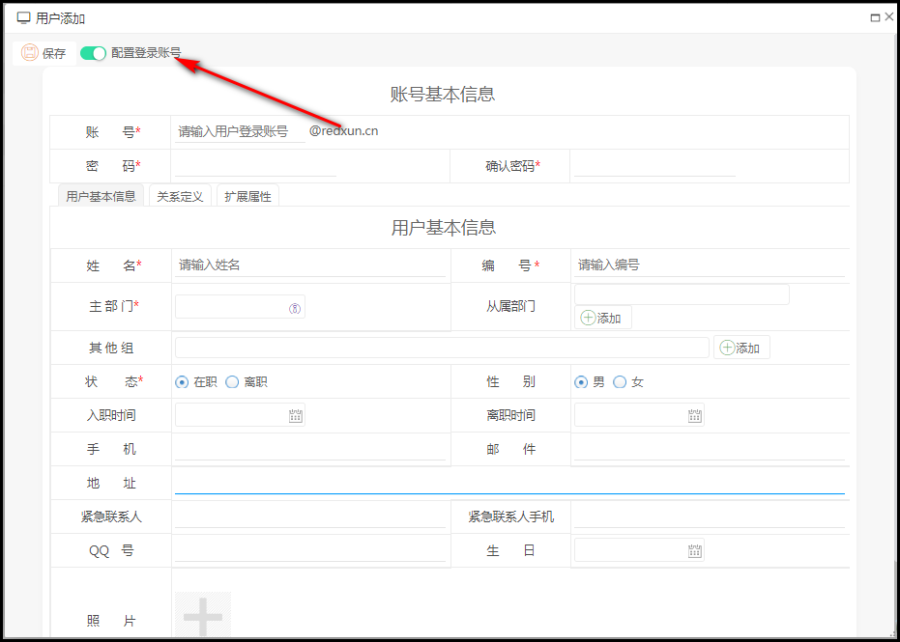 用户添加
保存 配置登录账号
账号基本信息
账 号* 请输入用户登录账号 @redxun.cn
密 码* 确认密码*
用户基本信息 关系定义 扩展属性
用户基本信息
姓 名* 请输入姓名 编 号* 请输入编号
主部门* 从属部门
添加
其他组 添加
状 态* 在职 离职 性 别 男 女
入职时间 离职时间
手 机 邮 件
地 址
紧急联系人 紧急联系人手机
QQ 号 生 日
照 片